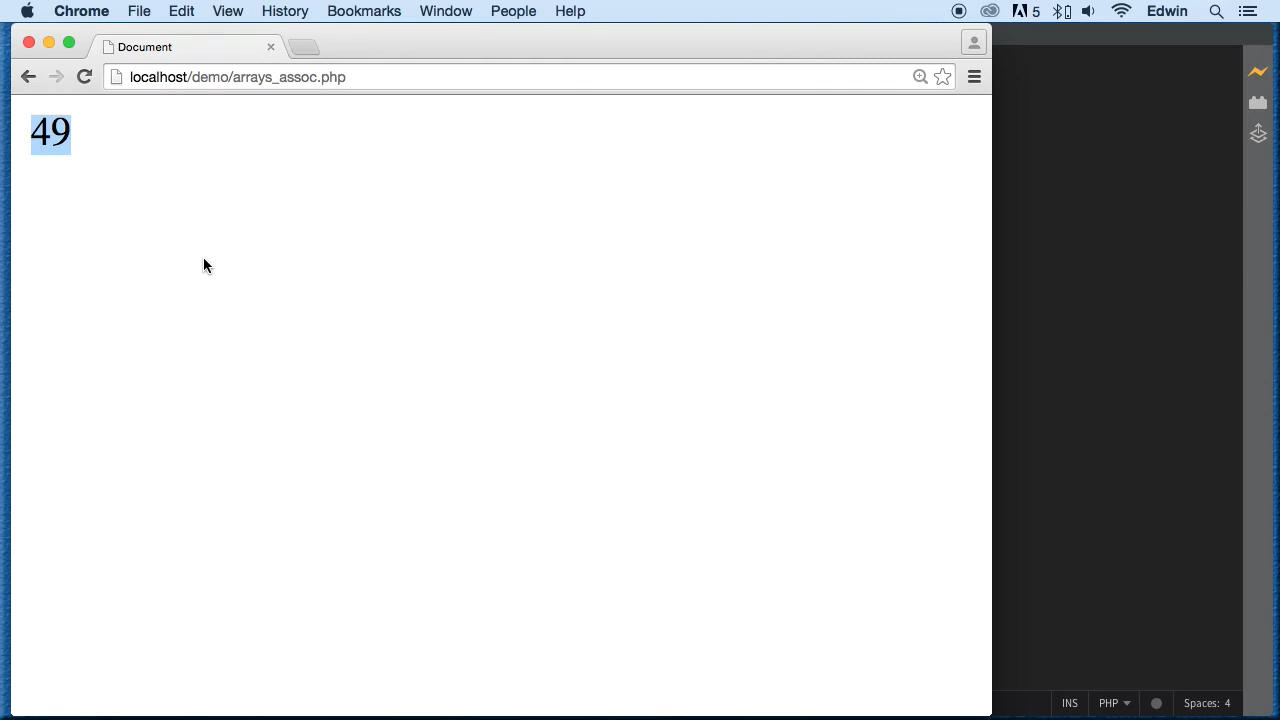 Chrome File Edit View History Bookmarks Window People Help 5 Edwin
Document
localhost/demo/arrays_assoc.php
49
INS PHP Spaces: 4